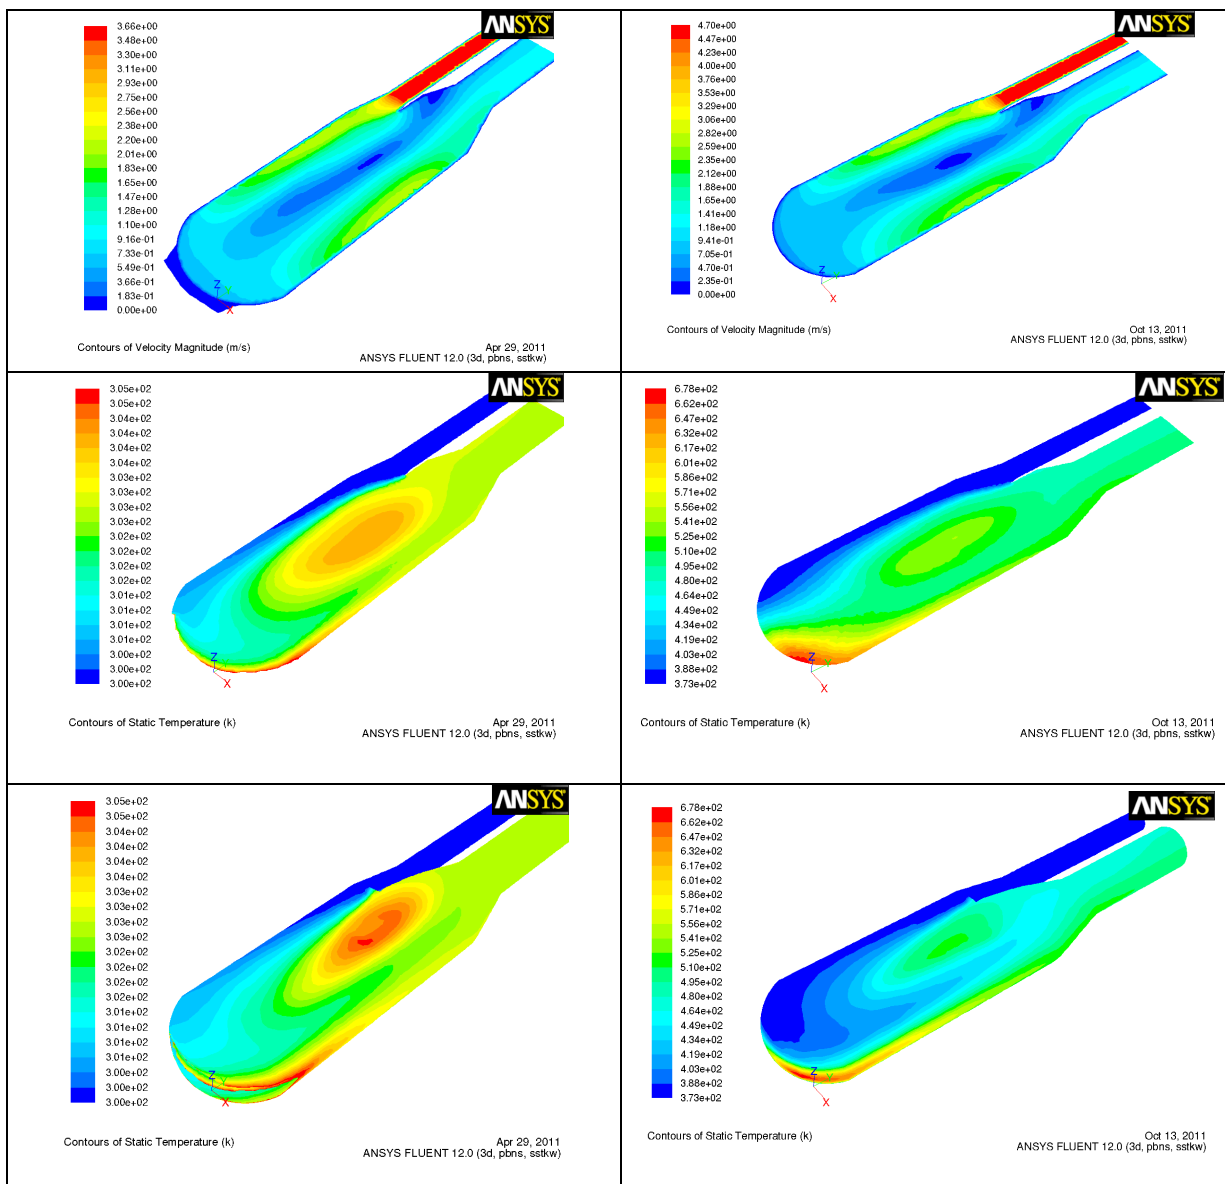 ANSYS
3.66e+00
3.48e+00
3.30e+00
3.11e+00
2.93e+00
2.75e+00
2.56e+00
2.38e+00
2.20e+00
2.01e+00
1.83e+00
1.65e+00
1.47e+00
1.28e+00
1.10e+00
9.16e-01
7.33e-01
5.49e-01
3.66e-01
1.83e-01
0.00e+00
Z
Y
X
Contours of Velocity Magnitude (m/s)
Apr 29, 2011
ANSYS FLUENT 12.0 (3d, pbns, sstkw)
ANSYS
4.70e+00
4.47e+00
4.23e+00
4.00e+00
3.76e+00
3.53e+00
3.29e+00
3.06e+00
2.82e+00
2.59e+00
2.35e+00
2.12e+00
1.88e+00
1.65e+00
1.41e+00
1.18e+00
9.41e-01
7.05e-01
4.70e-01
2.35e-01
0.00e+00
Z
Y
X
Contours of Velocity Magnitude (m/s)
Oct 13, 2011
ANSYS FLUENT 12.0 (3d, pbns, sstkw)
ANSYS
3.05e+02
3.05e+02
3.04e+02
3.04e+02
3.04e+02
3.04e+02
3.03e+02
3.03e+02
3.03e+02
3.03e+02
3.02e+02
3.02e+02
3.02e+02
3.02e+02
3.01e+02
3.01e+02
3.01e+02
3.01e+02
3.00e+02
3.00e+02
3.00e+02
Z
Y
X
Contours of Static Temperature (k)
Apr 29, 2011
ANSYS FLUENT 12.0 (3d, pbns, sstkw)
ANSYS
6.78e+02
6.62e+02
6.47e+02
6.32e+02
6.17e+02
6.01e+02
5.86e+02
5.71e+02
5.56e+02
5.41e+02
5.25e+02
5.10e+02
4.95e+02
4.80e+02
4.64e+02
4.49e+02
4.34e+02
4.19e+02
4.03e+02
3.88e+02
3.73e+02
Z
Y
X
Contours of Static Temperature (k)
Oct 13, 2011
ANSYS FLUENT 12.0 (3d, pbns, sstkw)
ANSYS
3.05e+02
3.05e+02
3.04e+02
3.04e+02
3.04e+02
3.04e+02
3.03e+02
3.03e+02
3.03e+02
3.03e+02
3.02e+02
3.02e+02
3.02e+02
3.02e+02
3.01e+02
3.01e+02
3.01e+02
3.01e+02
3.00e+02
3.00e+02
3.00e+02
Z
Y
X
Contours of Static Temperature (k)
Apr 29, 2011
ANSYS FLUENT 12.0 (3d, pbns, sstkw)
ANSYS
6.78e+02
6.62e+02
6.47e+02
6.32e+02
6.17e+02
6.01e+02
5.86e+02
5.71e+02
5.56e+02
5.41e+02
5.25e+02
5.10e+02
4.95e+02
4.80e+02
4.64e+02
4.49e+02
4.34e+02
4.19e+02
4.03e+02
3.88e+02
3.73e+02
Z
Y
X
Contours of Static Temperature (k)
Oct 13, 2011
ANSYS FLUENT 12.0 (3d, pbns, sstkw)